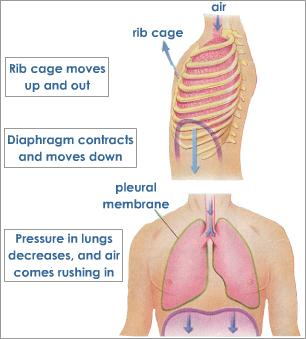 air
rib cage
Rib cage moves
up and out
Diaphragm contracts
and moves down
pleural
membrane
Pressure in lungs
decreases, and air
comes rushing in